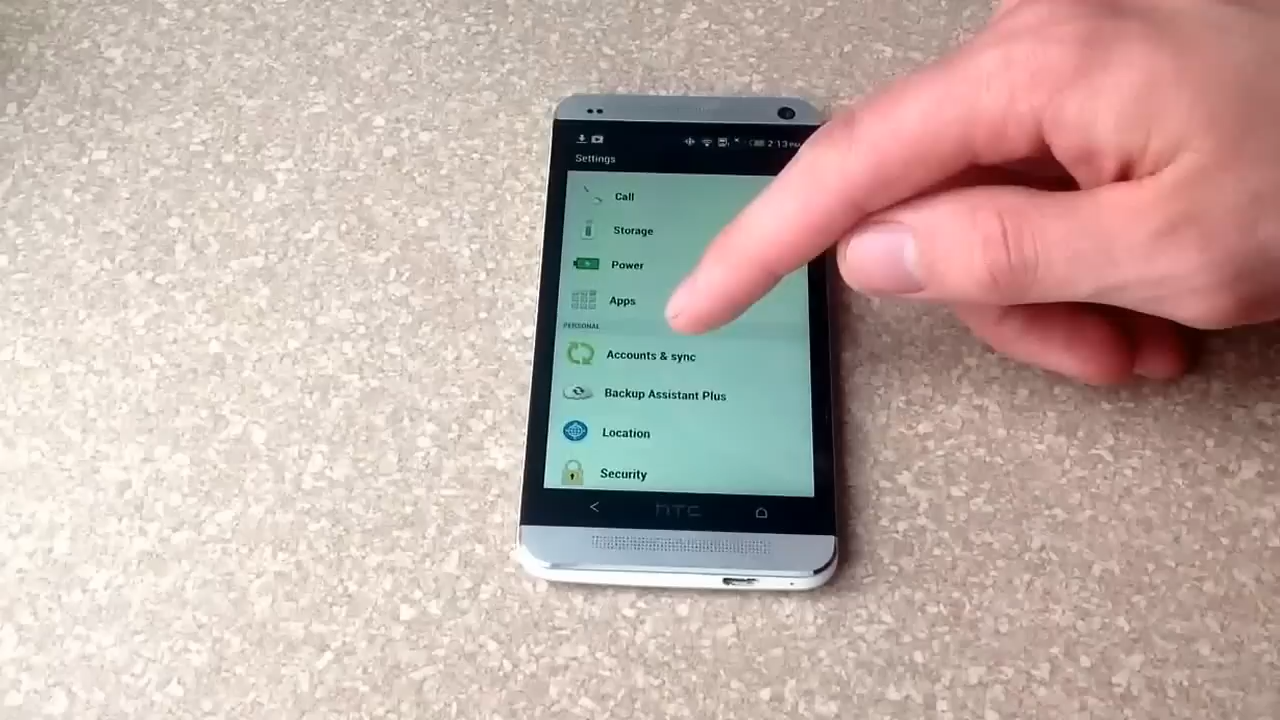 2:13 PM
Settings
Call
Storage
Power
Apps
PERSONAL
Accounts & sync
Backup Assistant Plus
Location
Security
hTC